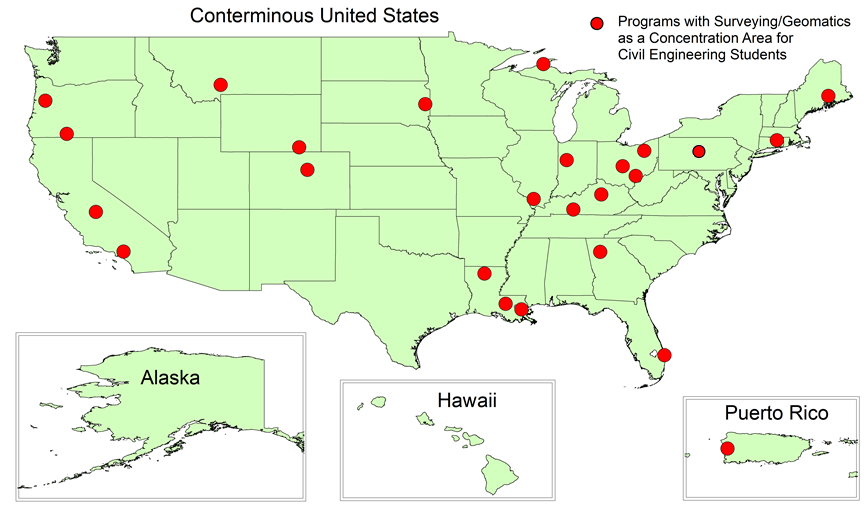 Conterminous United States
Programs with Surveying/Geomatics
as a Concentration Area for
Civil Engineering Students
Alaska
Hawaii
Puerto Rico